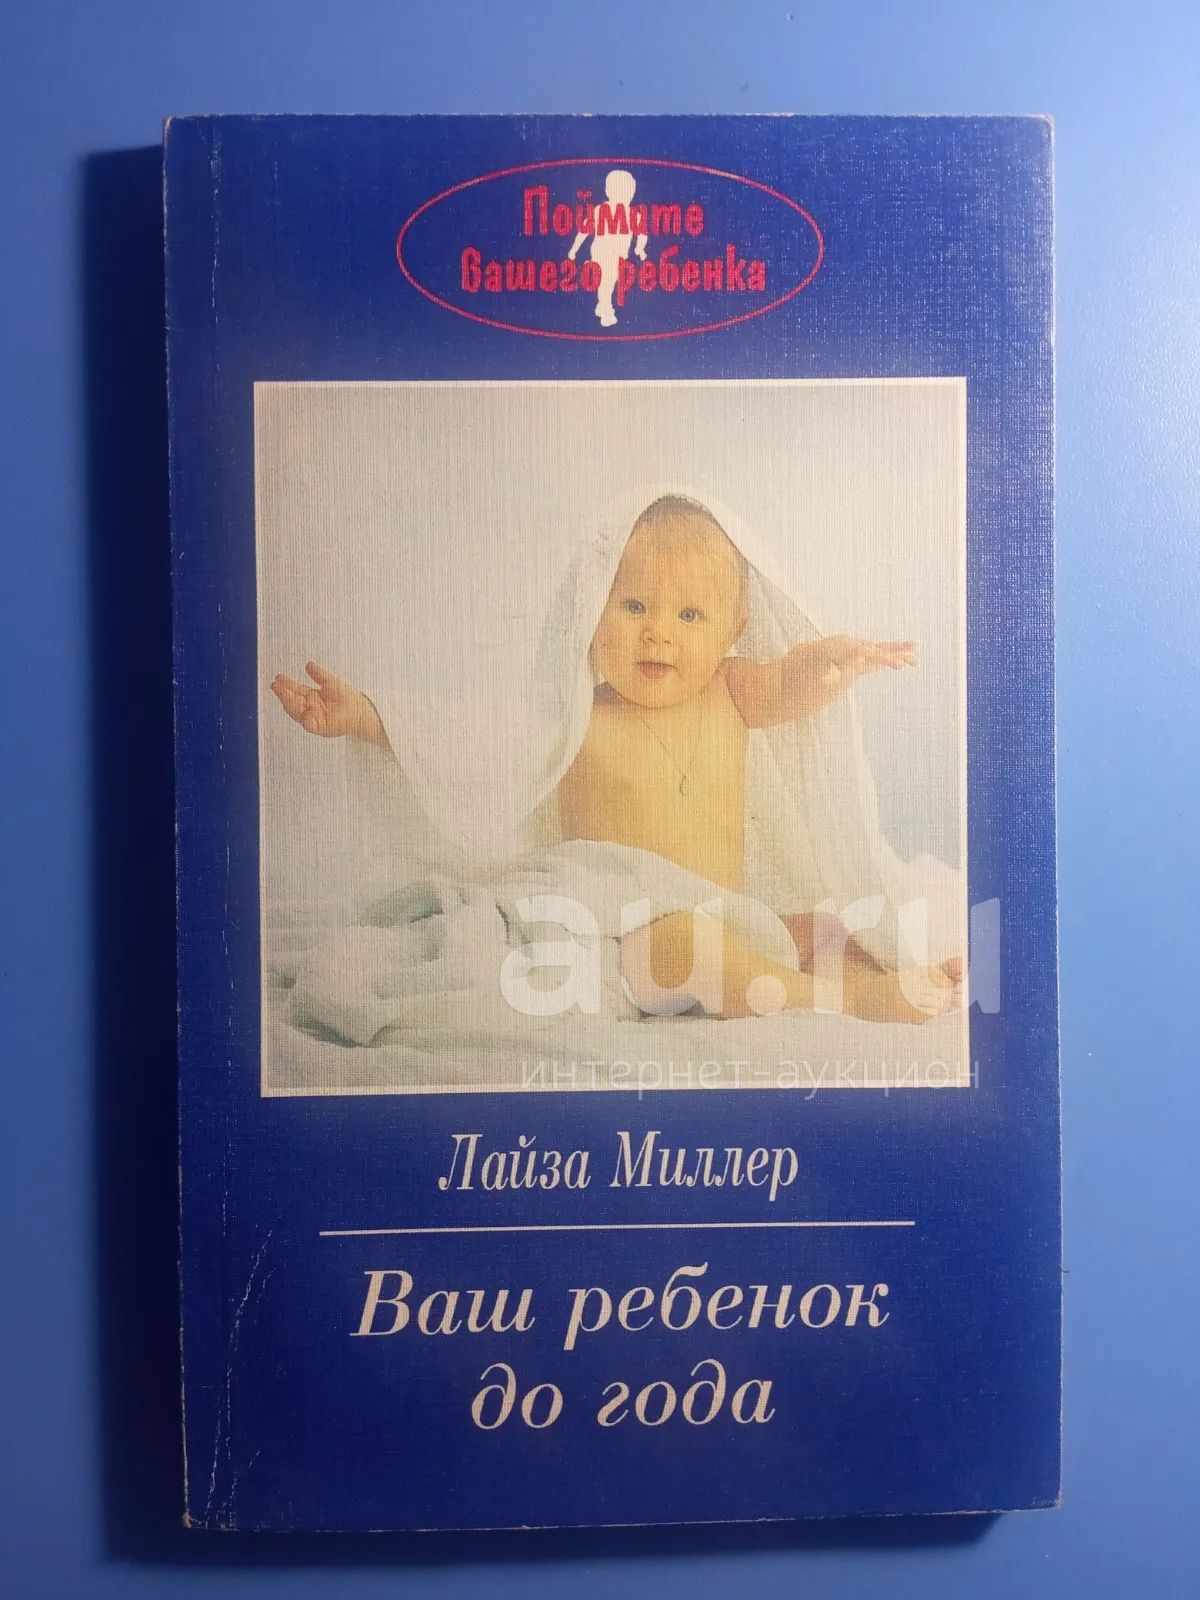 Поймите
вашего ребенка
au.ru
интернет-аукцион
Лайза Миллер
Ваш ребенок
до года